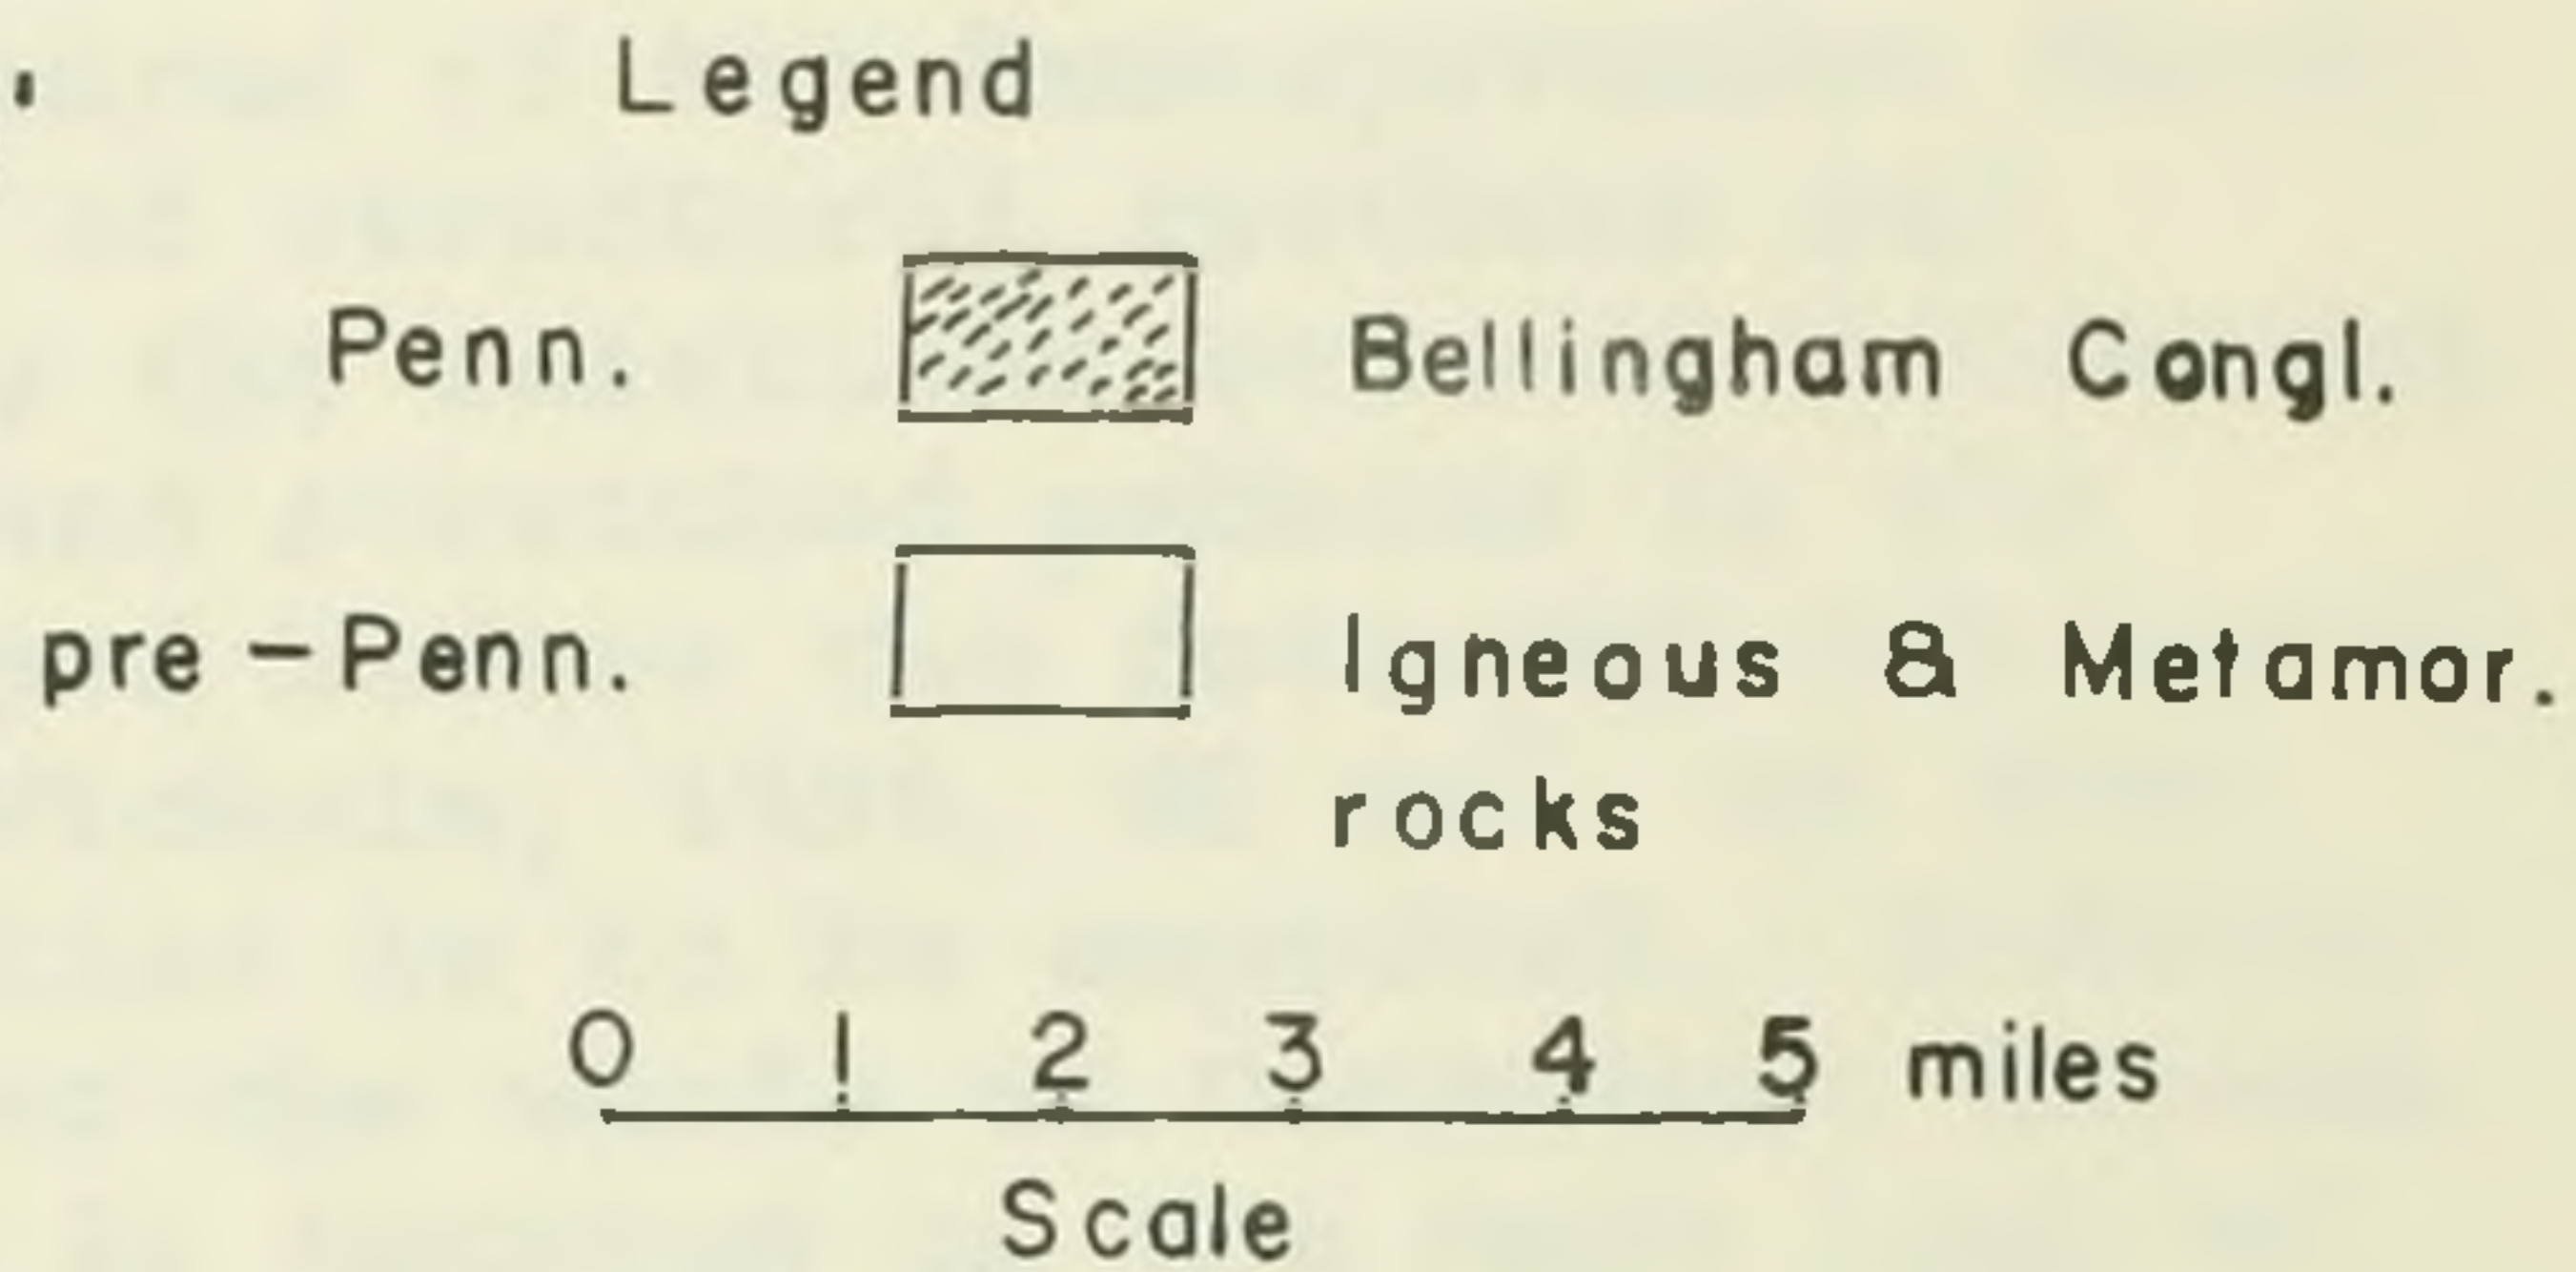 Legend
Penn. Bellingham Congl.
pre-Penn. Igneous & Metamor.
rocks
0 1 2 3 4 5 miles
Scale